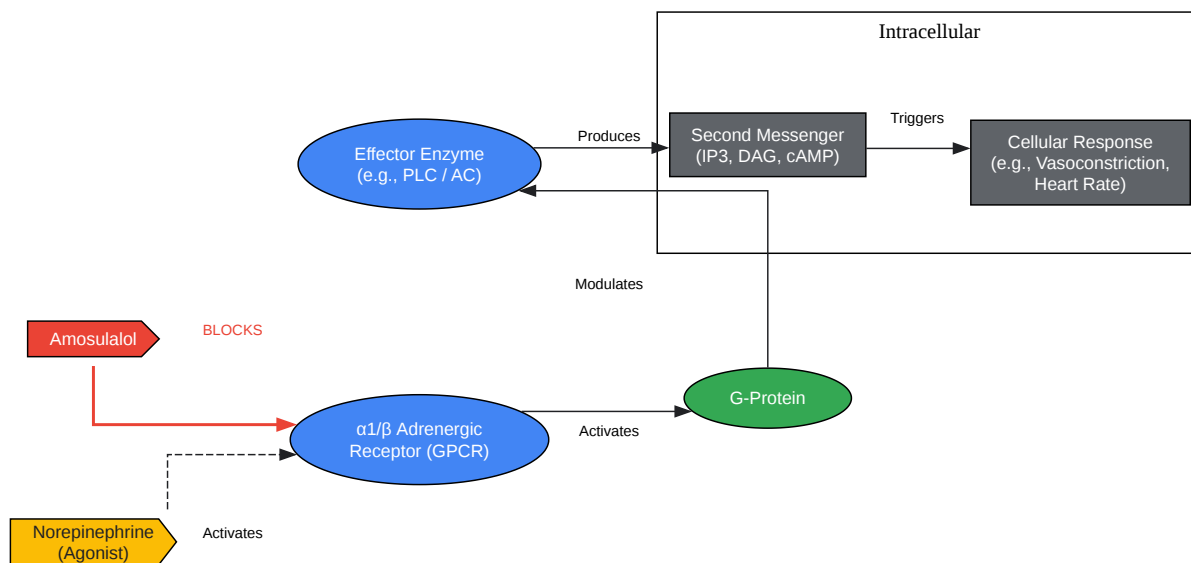 Intracellular
Triggers
Produces
Second Messenger
(IP3, DAG, cAMP)
Cellular Response
(e.g., Vasoconstriction,
Heart Rate)
Effector Enzyme
(e.g., PLC / AC)
Modulates
Amosulalol
BLOCKS
G-Protein
α1/β Adrenergic
Receptor (GPCR)
Activates
Norepinephrine
(Agonist)
Activates